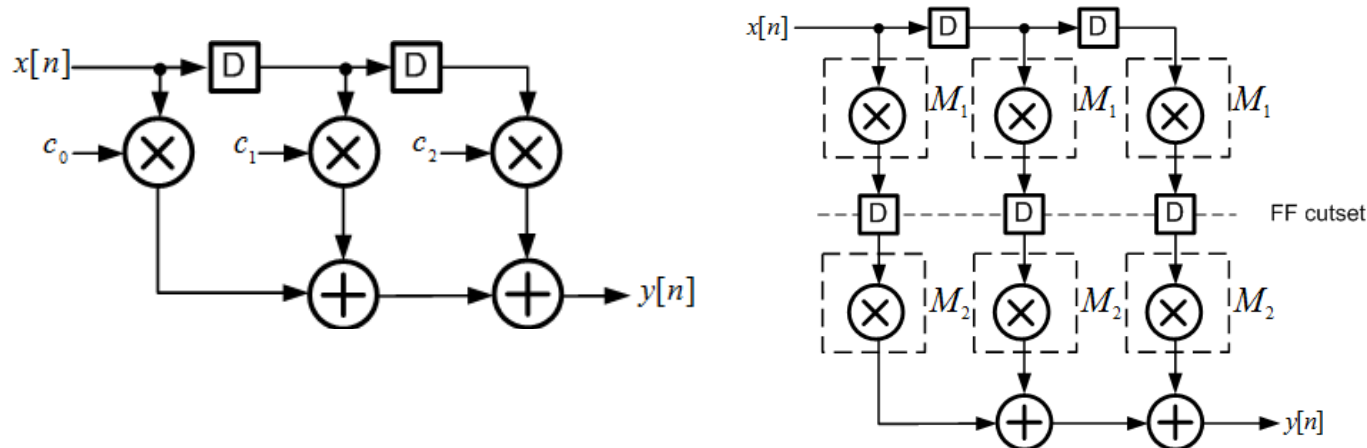 x[n] D D
c₀ c₁ c₂
y[n]
x[n] D D
M₁ M₁ M₁
D D D FF cutset
M₂ M₂ M₂
y[n]